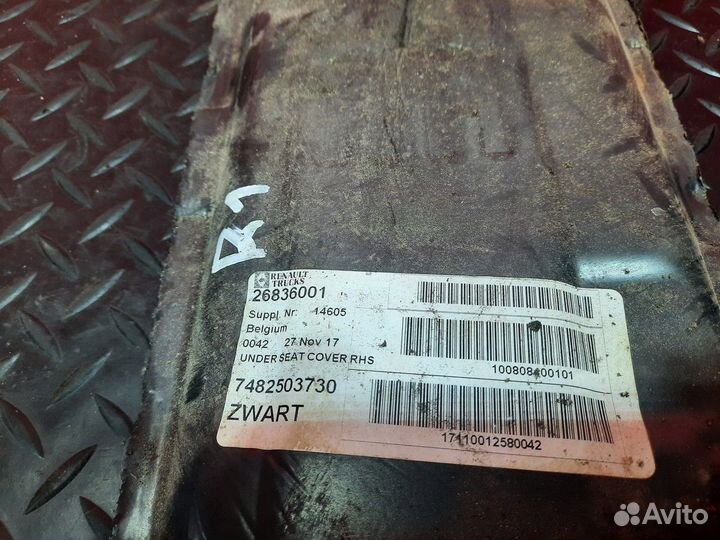 R1
RENAULT
TRUCKS
26836001
Suppl Nr: 14605
Belgium
0042 27 Nov 17
UNDER SEAT COVER RHS
100808400101
7482503730
ZWART
17110012580042
Avito